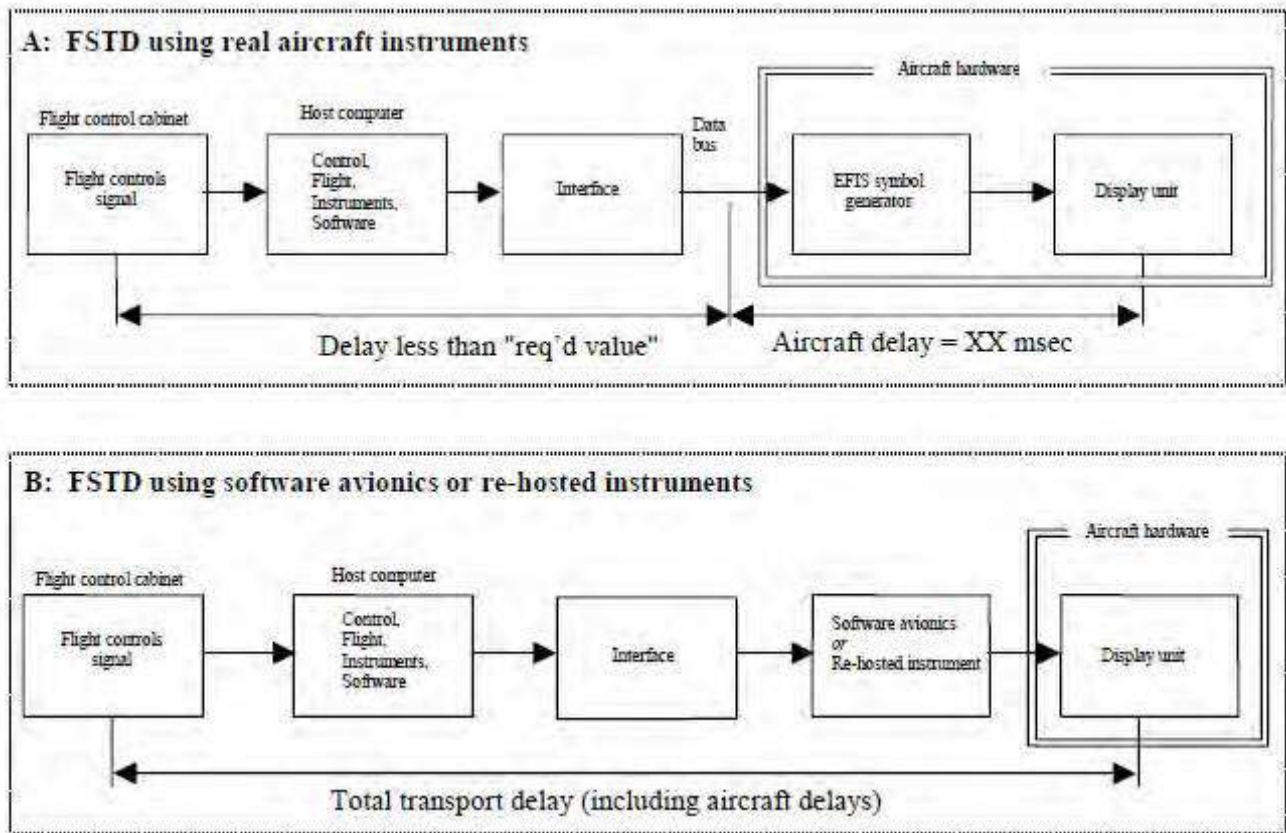 A: FSTD using real aircraft instruments
Aircraft hardware
Flight control cabinet
Host computer
Data
bus
Flight controls
signal
Control,
Flight,
Instruments,
Software
Interface
EFIS symbol
generator
Display unit
Delay less than "req'd value"
Aircraft delay = XX msec
B: FSTD using software avionics or re-hosted instruments
Aircraft hardware
Flight control cabinet
Host computer
Flight controls
signal
Control,
Flight,
Instruments,
Software
Interface
Software avionics
or
Re-hosted instrument
Display unit
Total transport delay (including aircraft delays)